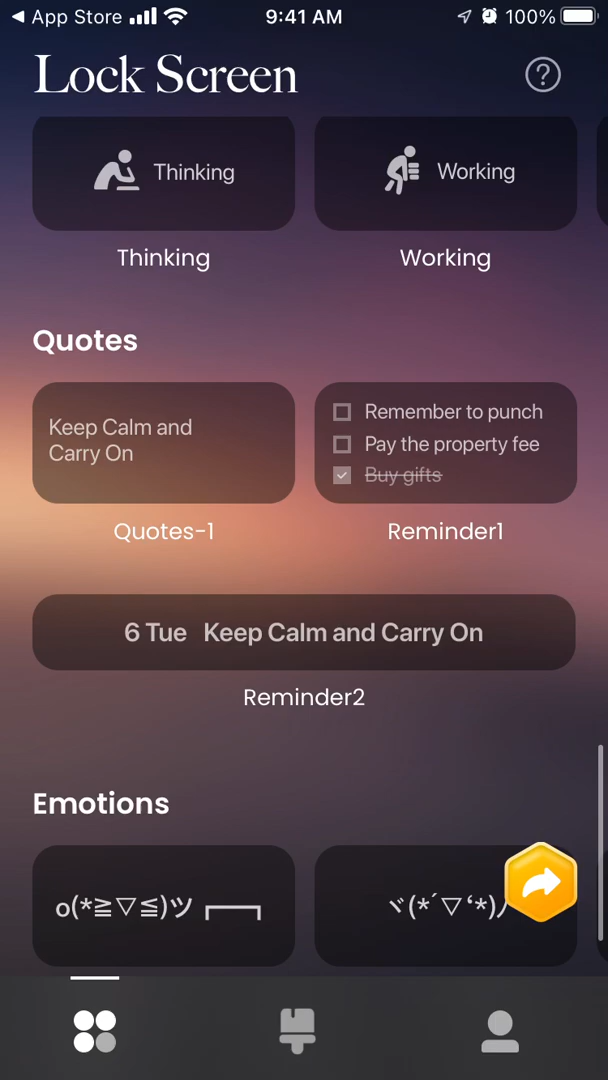 ◀ App Store 9:41 AM 100%
Lock Screen ?
Thinking Working
Thinking Working
Quotes
Keep Calm and
Carry On
Remember to punch
Pay the property fee
Buy gifts
Quotes-1 Reminder1
6 Tue Keep Calm and Carry On
Reminder2
Emotions
o(*≧▽≦)ツ ┏━┓
ヾ(*´▽‘*)ﾉ